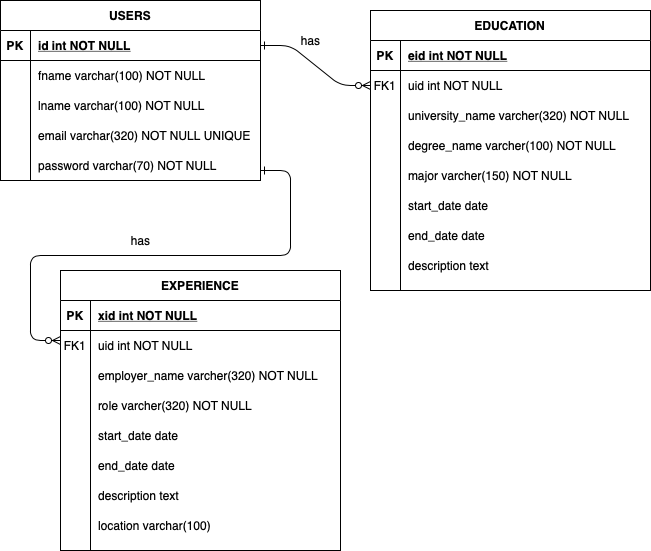 USERS
PK id int NOT NULL
fname varchar(100) NOT NULL
lname varchar(100) NOT NULL
email varchar(320) NOT NULL UNIQUE
password varchar(70) NOT NULL
has
EDUCATION
PK eid int NOT NULL
FK1 uid int NOT NULL
university_name varcher(320) NOT NULL
degree_name varcher(100) NOT NULL
major varcher(150) NOT NULL
start_date date
end_date date
description text
has
EXPERIENCE
PK xid int NOT NULL
FK1 uid int NOT NULL
employer_name varcher(320) NOT NULL
role varcher(320) NOT NULL
start_date date
end_date date
description text
location varchar(100)